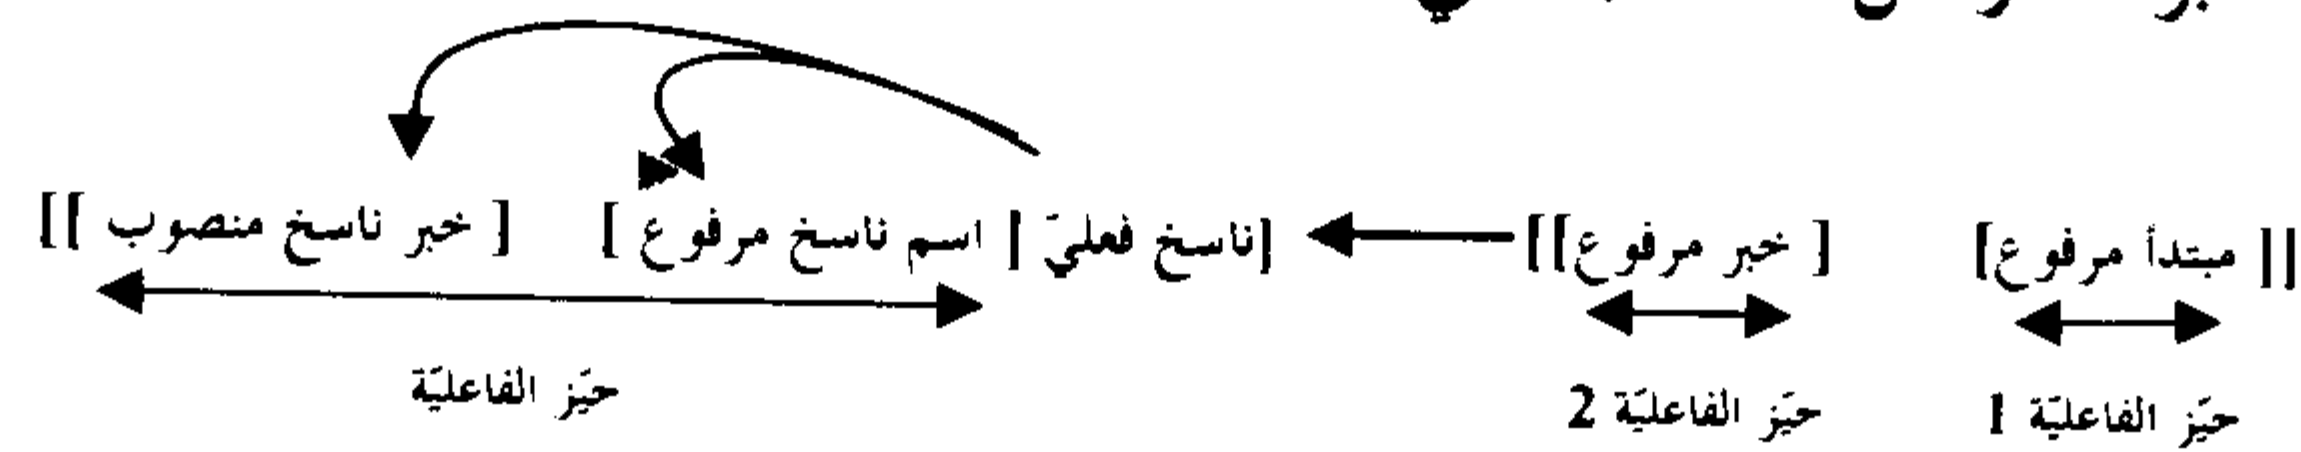 [[ مبتدأ مرفوع] [ خبر مرفوع]] [ناسخ فعليّ [ اسم ناسخ مرفوع ] [ خبر ناسخ منصوب ]]
حيّز الفاعليّة 1 حيّز الفاعليّة 2 حيّز الفاعليّة